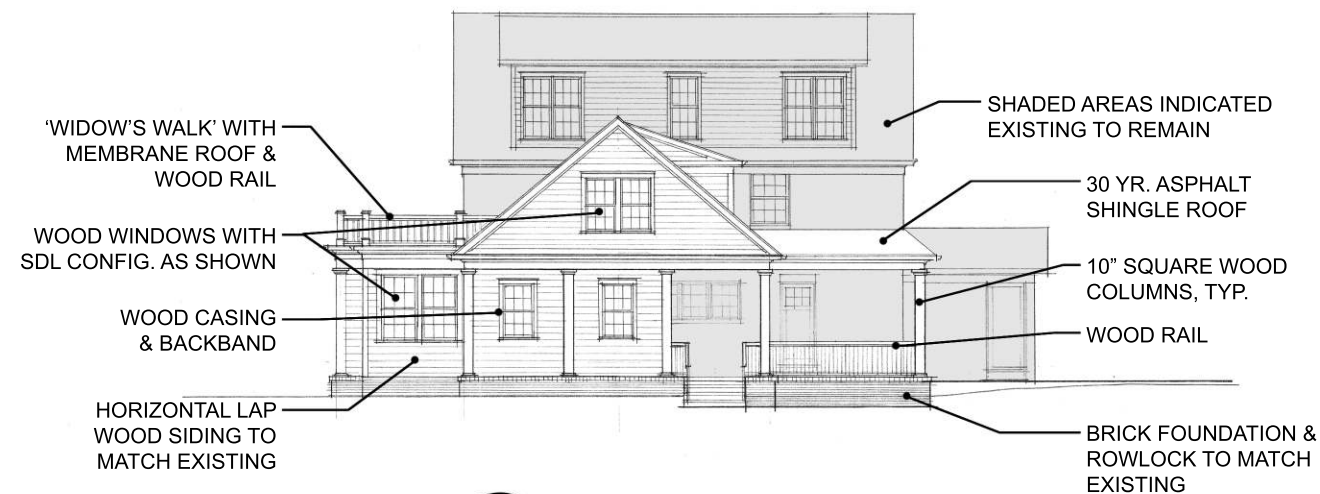 ‘WIDOW’S WALK’ WITH
MEMBRANE ROOF &
WOOD RAIL
WOOD WINDOWS WITH
SDL CONFIG. AS SHOWN
WOOD CASING
& BACKBAND
HORIZONTAL LAP
WOOD SIDING TO
MATCH EXISTING
SHADED AREAS INDICATED
EXISTING TO REMAIN
30 YR. ASPHALT
SHINGLE ROOF
10” SQUARE WOOD
COLUMNS, TYP.
WOOD RAIL
BRICK FOUNDATION &
ROWLOCK TO MATCH
EXISTING